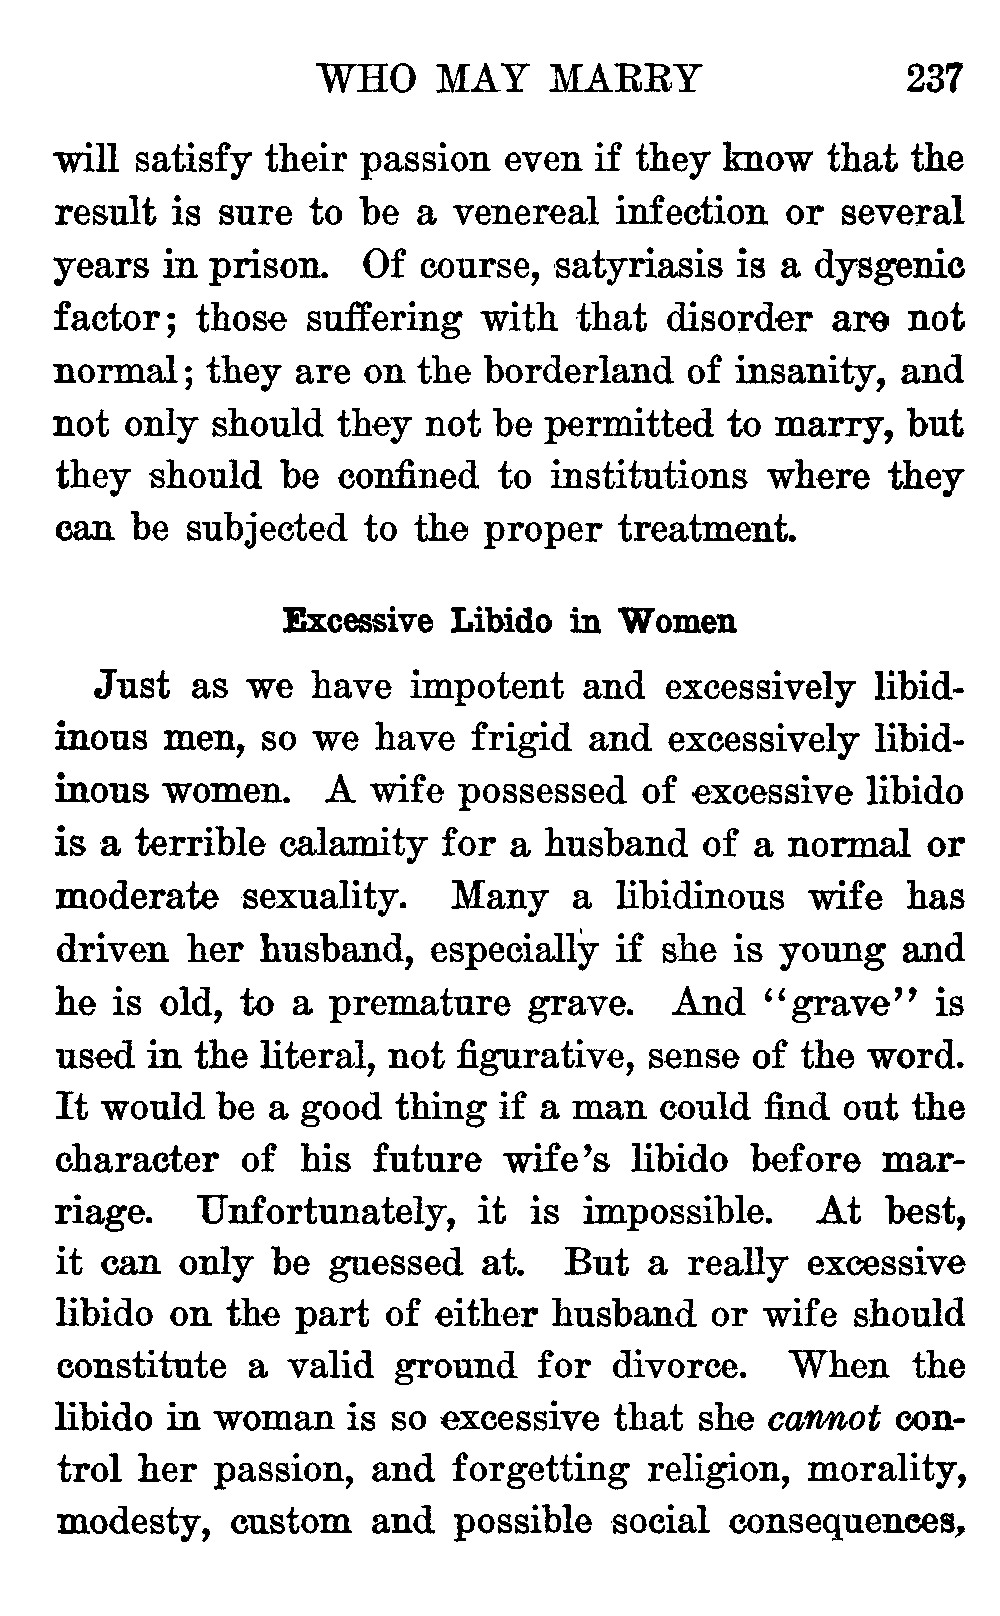 WHO MAY MARRY 237
will satisfy their passion even if they know that the
result is sure to be a venereal infection or several
years in prison. Of course, satyriasis is a dysgenic
factor; those suffering with that disorder are not
normal; they are on the borderland of insanity, and
not only should they not be permitted to marry, but
they should be confined to institutions where they
can be subjected to the proper treatment.
Excessive Libido in Women
Just as we have impotent and excessively libid-
inous men, so we have frigid and excessively libid-
inous women. A wife possessed of excessive libido
is a terrible calamity for a husband of a normal or
moderate sexuality. Many a libidinous wife has
driven her husband, especially if she is young and
he is old, to a premature grave. And "grave" is
used in the literal, not figurative, sense of the word.
It would be a good thing if a man could find out the
character of his future wife's libido before mar-
riage. Unfortunately, it is impossible. At best,
it can only be guessed at. But a really excessive
libido on the part of either husband or wife should
constitute a valid ground for divorce. When the
libido in woman is so excessive that she cannot con-
trol her passion, and forgetting religion, morality,
modesty, custom and possible social consequences,